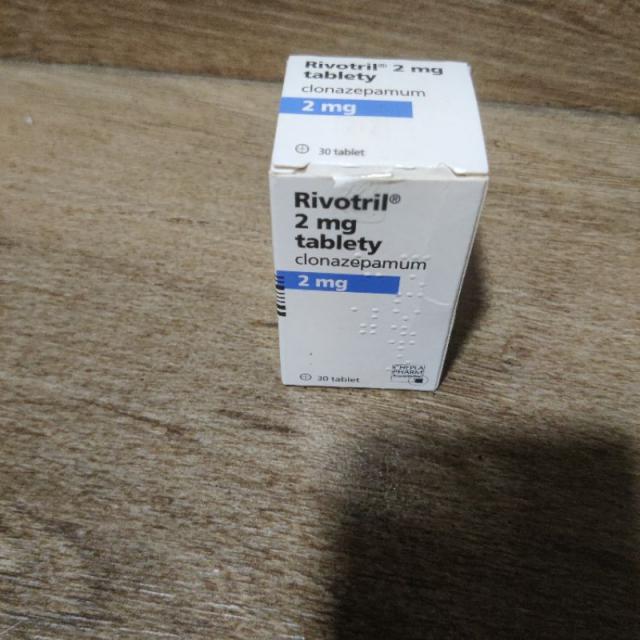 Rivotril® 2 mg
tablety
clonazepamum
2 mg
30 tablet
Rivotril®
2 mg
tablety
clonazepamum
2 mg
30 tablet